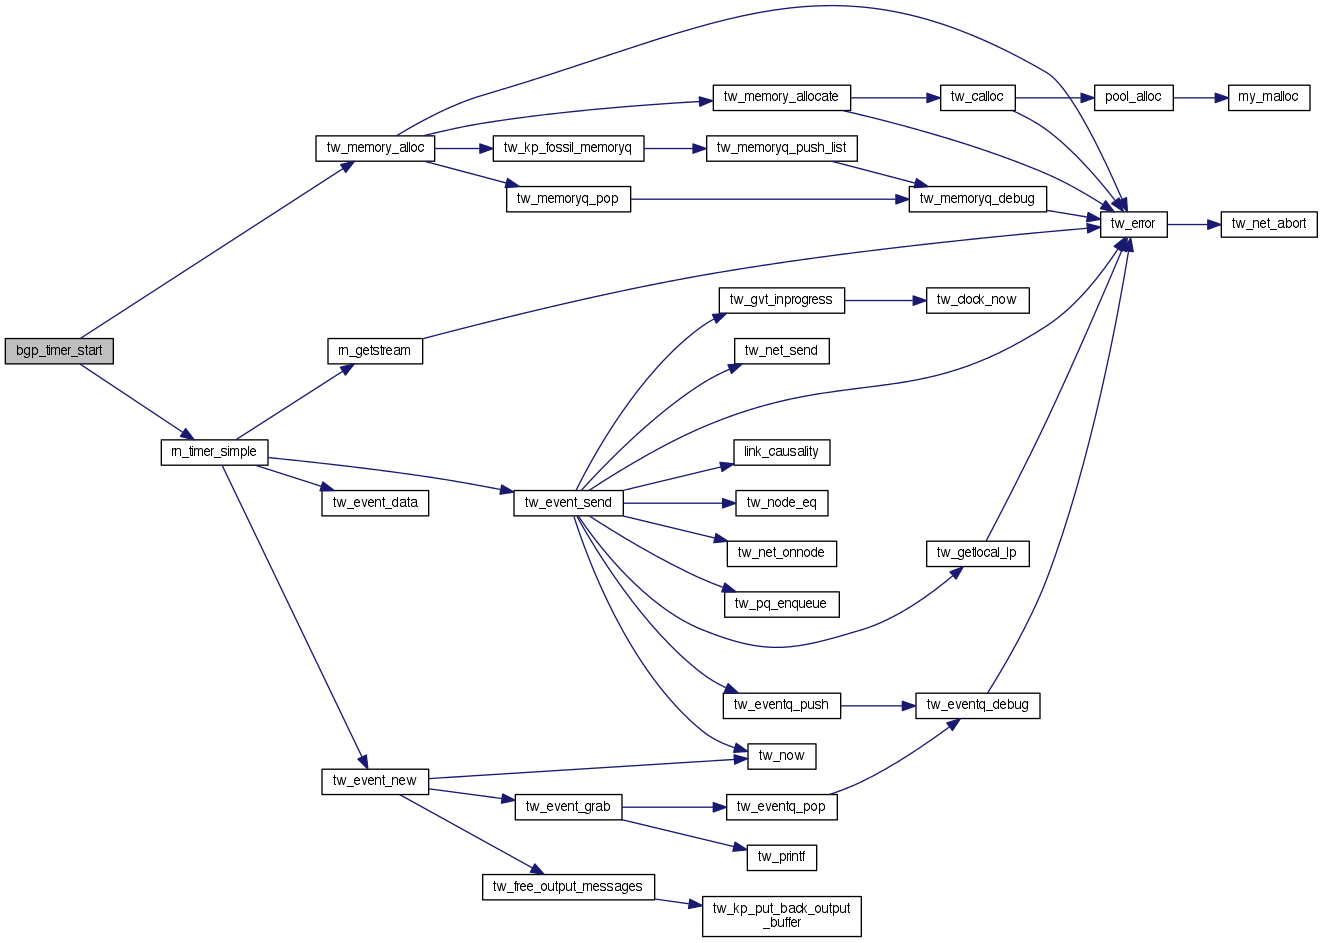 tw_memory_allocate
tw_calloc
pool_alloc
my_malloc
tw_memory_alloc
tw_kp_fossil_memoryq
tw_memoryq_push_list
tw_memoryq_pop
tw_memoryq_debug
tw_error
tw_net_abort
tw_gvt_inprogress
tw_clock_now
bgp_timer_start
rn_getstream
tw_net_send
rn_timer_simple
link_causality
tw_event_data
tw_event_send
tw_node_eq
tw_net_onnode
tw_getlocal_lp
tw_pq_enqueue
tw_eventq_push
tw_eventq_debug
tw_now
tw_event_new
tw_event_grab
tw_eventq_pop
tw_printf
tw_free_output_messages
tw_kp_put_back_output
_buffer